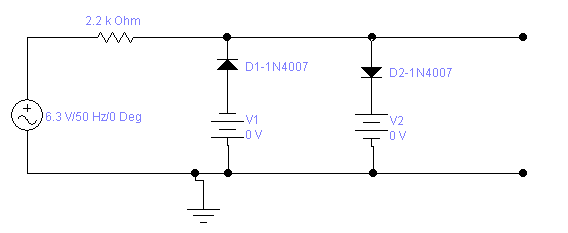 2.2 k Ohm
D1-1N4007
D2-1N4007
6.3 V/50 Hz/0 Deg
V1
0 V
V2
0 V